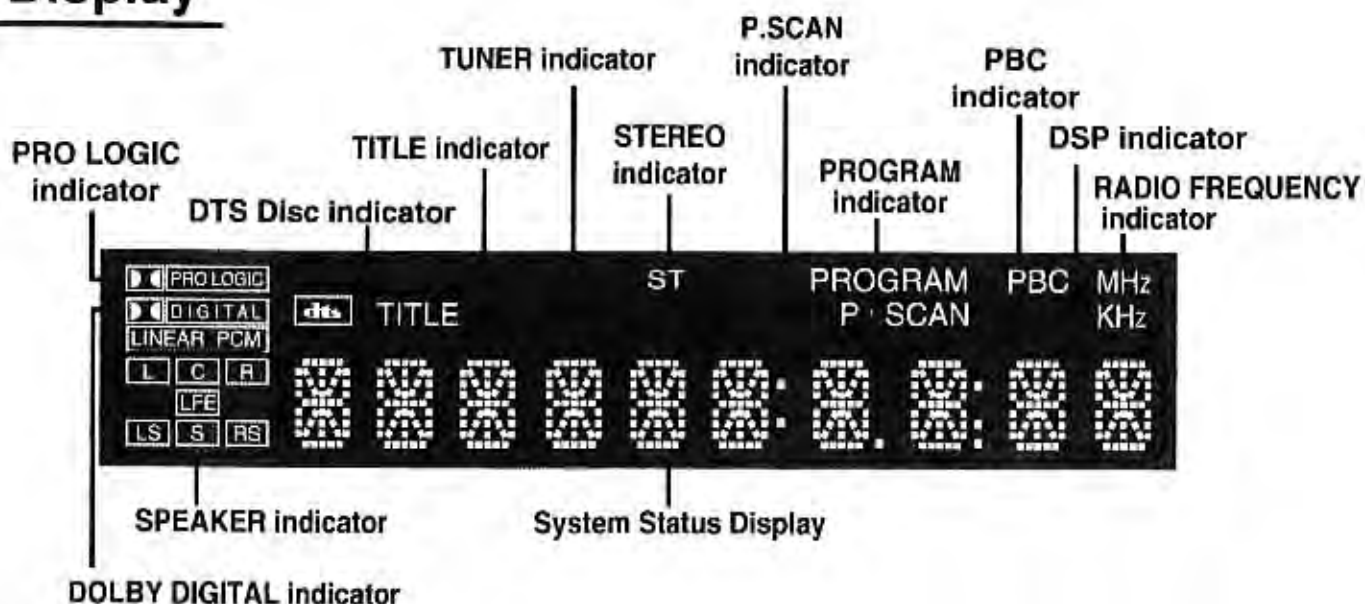 Display
P.SCAN
indicator
TUNER indicator
PBC
indicator
STEREO
indicator
DSP indicator
TITLE indicator
PRO LOGIC
indicator
PROGRAM
indicator
RADIO FREQUENCY
indicator
DTS Disc indicator
PRO LOGIC
ST
PROGRAM
PBC
MHz
DIGITAL
dts
TITLE
P · SCAN
KHz
LINEAR PCM
L C R
LFE
LS S RS
SPEAKER indicator
System Status Display
DOLBY DIGITAL indicator